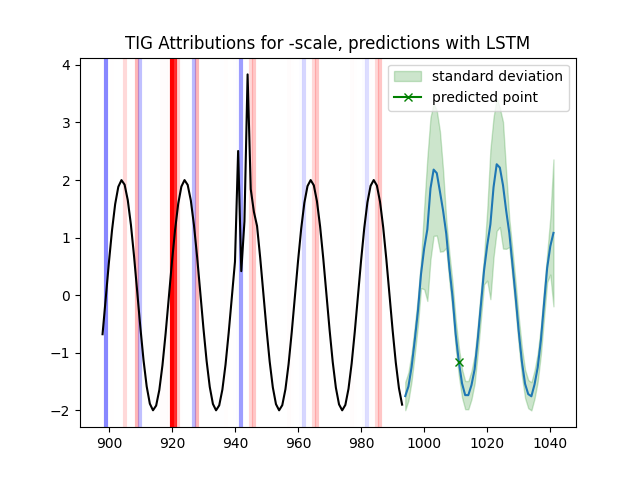 TIG Attributions for -scale, predictions with LSTM
standard deviation
predicted point
4
3
2
1
0
−1
−2
900 920 940 960 980 1000 1020 1040